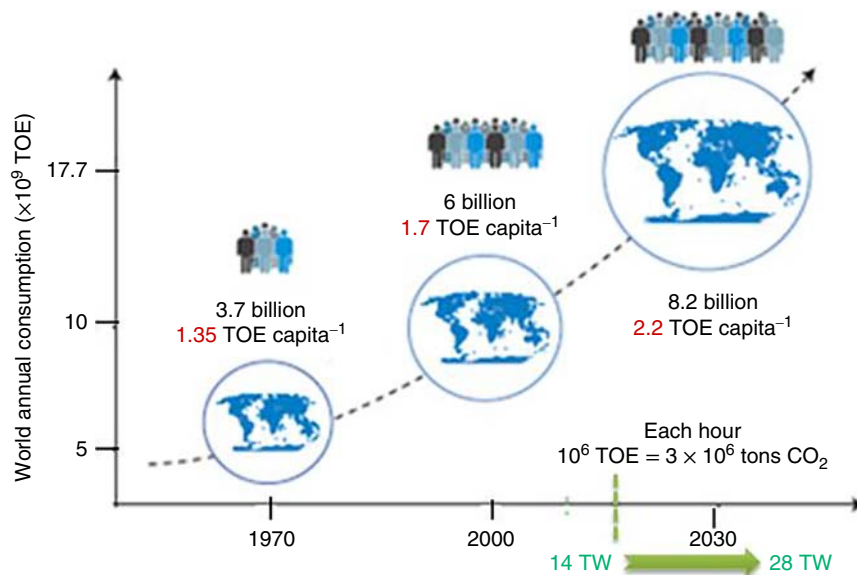 World annual consumption (×10⁹ TOE)
17.7
10
5
3.7 billion
1.35 TOE capita⁻¹
6 billion
1.7 TOE capita⁻¹
8.2 billion
2.2 TOE capita⁻¹
Each hour
10⁶ TOE = 3 × 10⁶ tons CO₂
1970
2000
2030
14 TW
28 TW